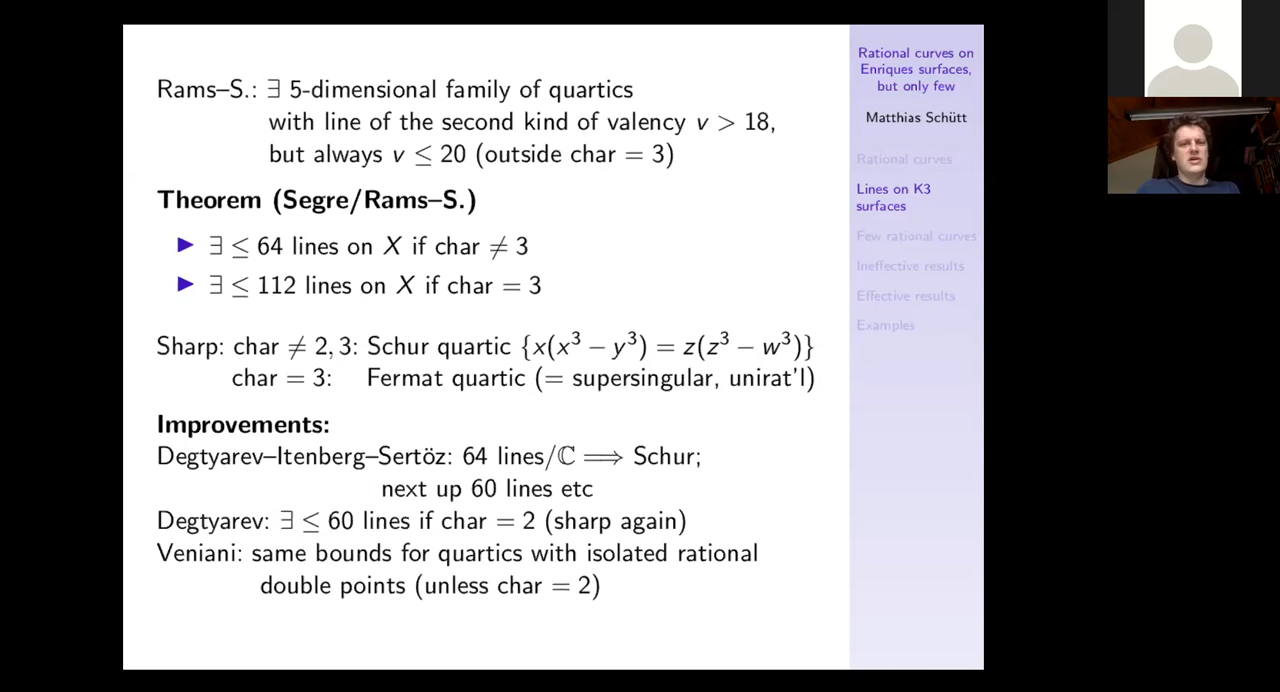 Rams–S.: ∃ 5-dimensional family of quartics
with line of the second kind of valency v > 18,
but always v ≤ 20 (outside char = 3)
Theorem (Segre/Rams–S.)
▶ ∃ ≤ 64 lines on X if char ≠ 3
▶ ∃ ≤ 112 lines on X if char = 3
Sharp: char ≠ 2, 3: Schur quartic {x(x³ − y³) = z(z³ − w³)}
char = 3: Fermat quartic (= supersingular, unirat'l)
Improvements:
Degtyarev–Itenberg–Sertöz: 64 lines/ℂ ⟹ Schur;
next up 60 lines etc
Degtyarev: ∃ ≤ 60 lines if char = 2 (sharp again)
Veniani: same bounds for quartics with isolated rational
double points (unless char = 2)
Rational curves on
Enriques surfaces,
but only few
Matthias Schütt
Rational curves
Lines on K3
surfaces
Few rational curves
Ineffective results
Effective results
Examples